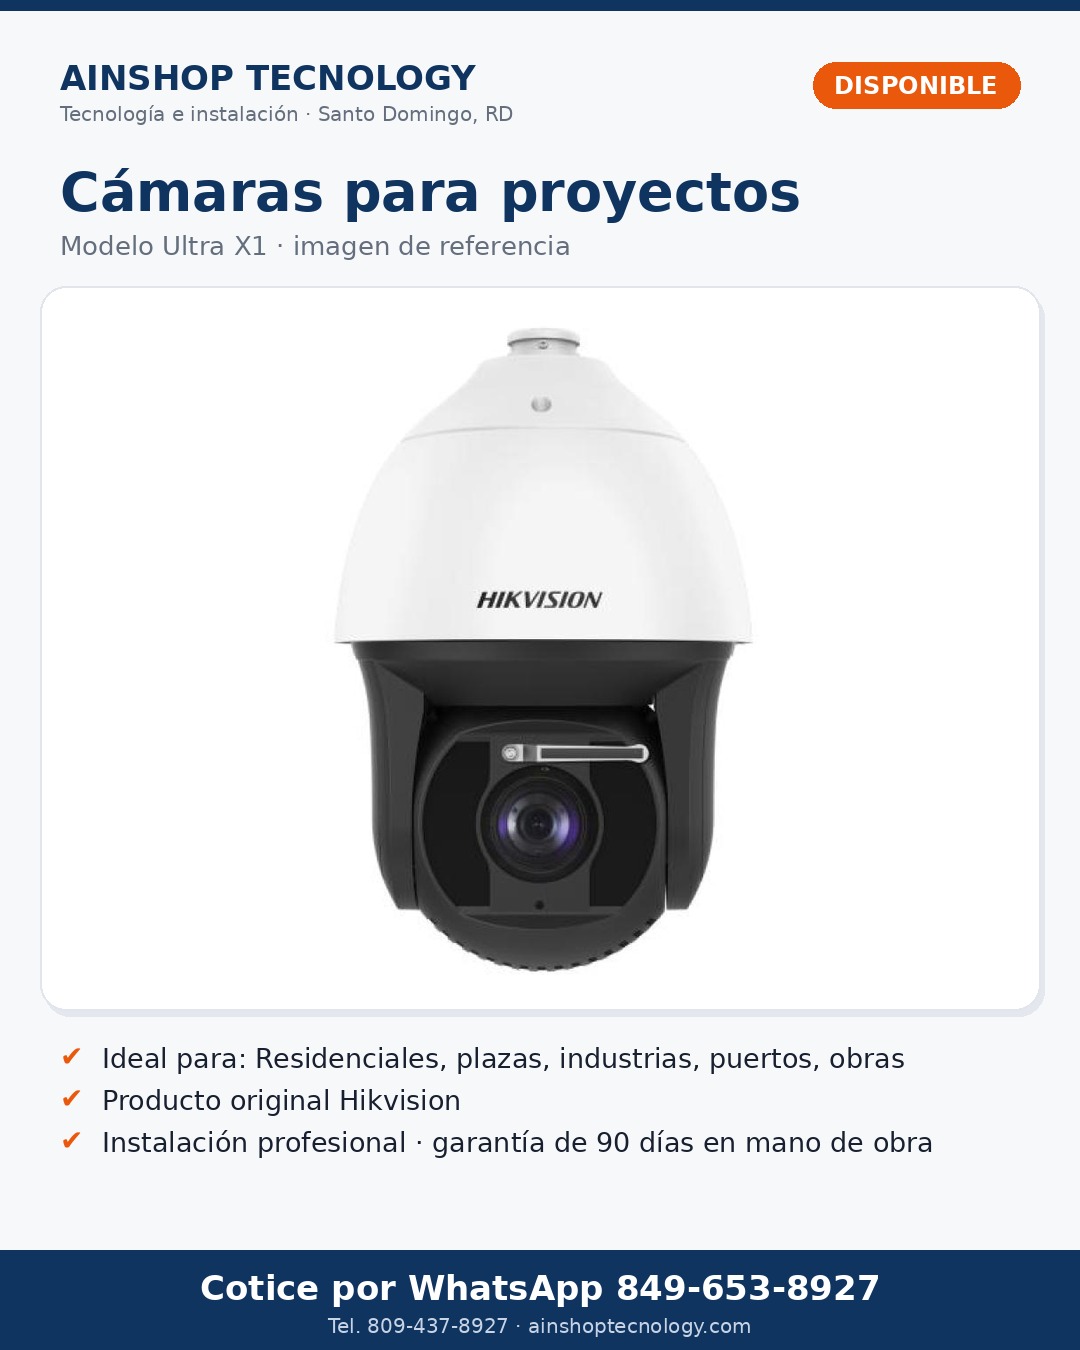 AINSHOP TECNOLOGY
Tecnología e instalación · Santo Domingo, RD
DISPONIBLE
Cámaras para proyectos
Modelo Ultra X1 · imagen de referencia
HIKVISION
✔ Ideal para: Residenciales, plazas, industrias, puertos, obras
✔ Producto original Hikvision
✔ Instalación profesional · garantía de 90 días en mano de obra
Cotice por WhatsApp 849-653-8927
Tel. 809-437-8927 · ainshoptecnology.com